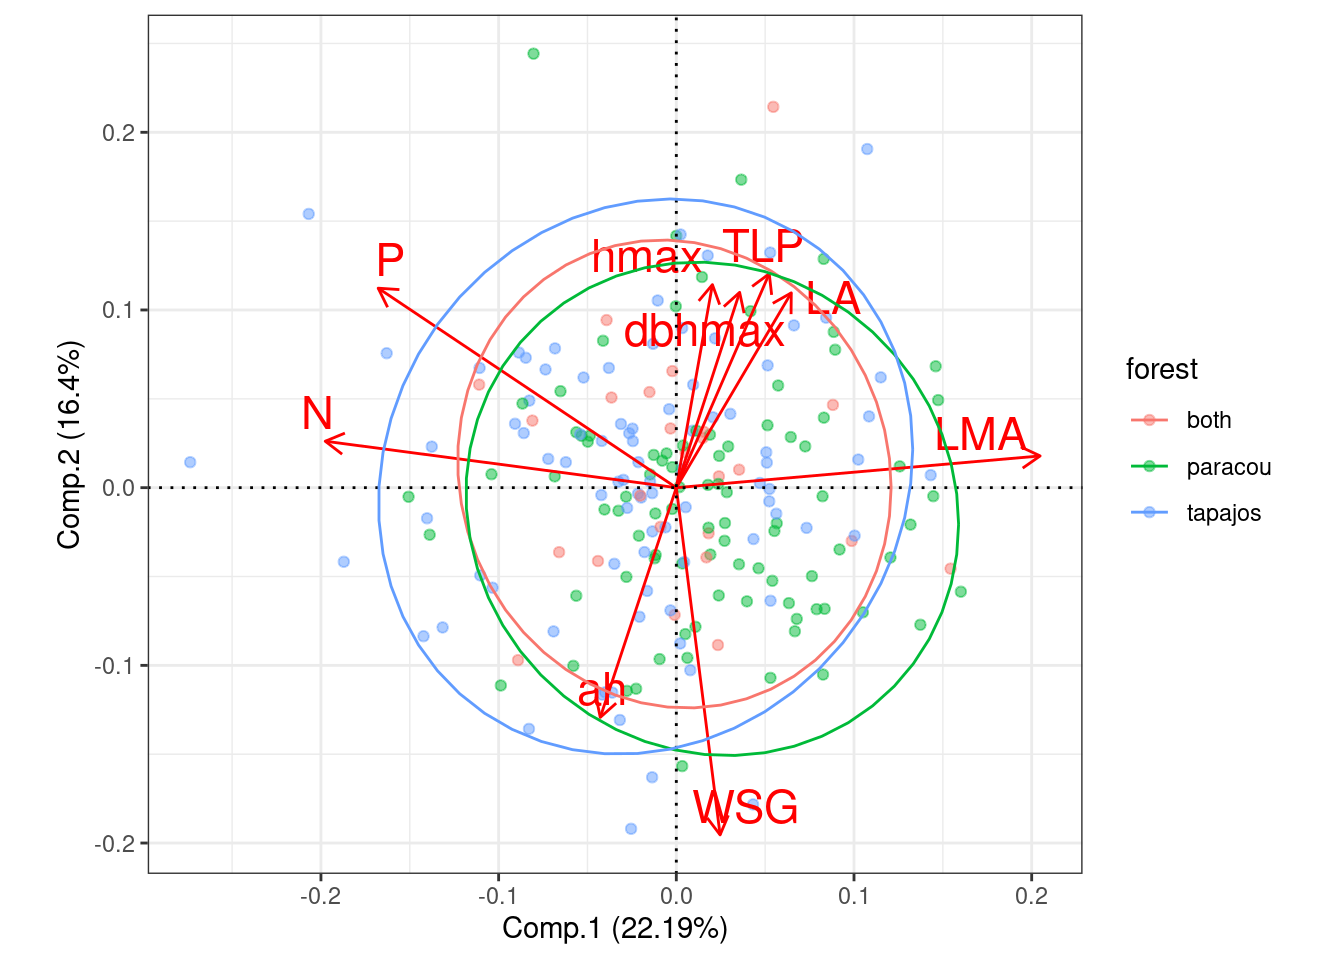 0.2
0.1
0.0
-0.1
-0.2
Comp.2 (16.4%)
P
N
hmax
TLP
LA
dbhmax
LMA
ah
WSG
-0.2
-0.1
0.0
0.1
0.2
Comp.1 (22.19%)
forest
both
paracou
tapajos